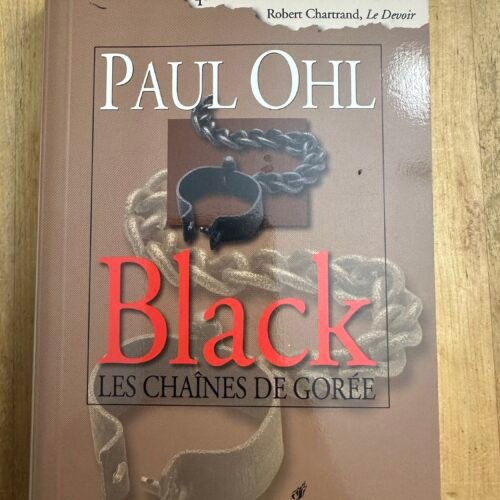 Robert Chartrand, Le Devoir
PAUL OHL
Black
LES CHAÎNES DE GORÉE